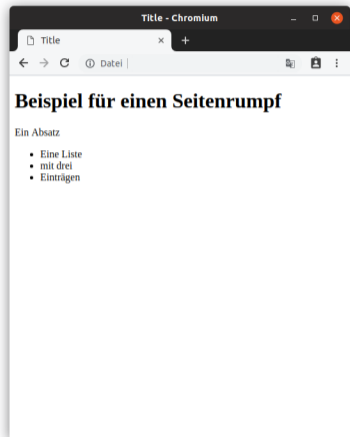 Title - Chromium
Title
Datei
Beispiel für einen Seitenrumpf
Ein Absatz
Eine Liste
mit drei
Einträgen